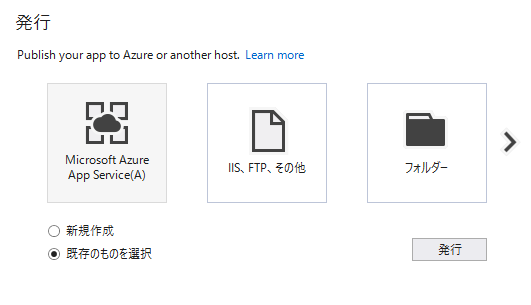 発行
Publish your app to Azure or another host. Learn more
Microsoft Azure
App Service(A)
IIS、FTP、その他
フォルダー
新規作成
既存のものを選択
発行